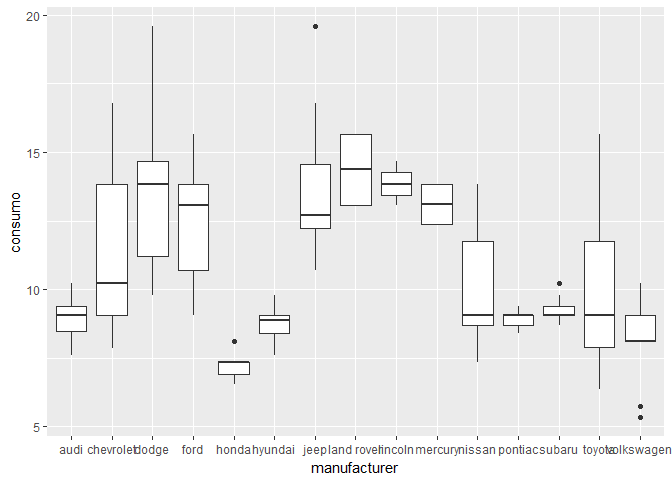 20
15
10
5
consumo
audi chevrolet dodge ford honda hyundai jeep land rover lincoln mercury nissan pontiac subaru toyota volkswagen
manufacturer